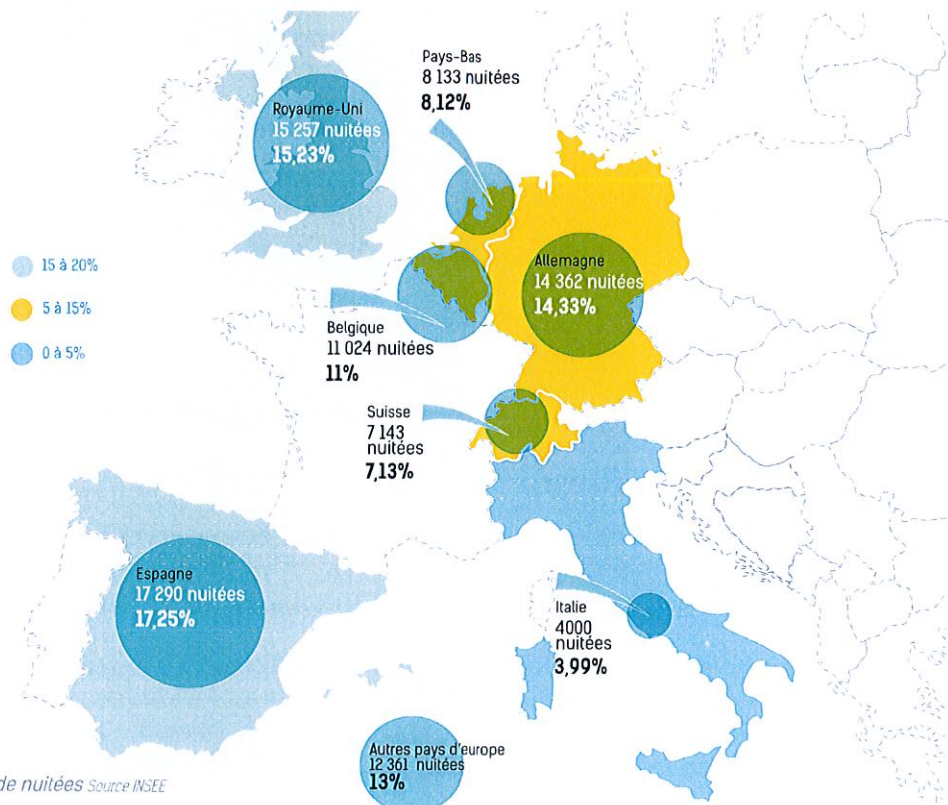 Pays-Bas
8 133 nuitées
8,12%
Royaume-Uni
15 257 nuitées
15,23%
15 à 20%
5 à 15%
0 à 5%
Allemagne
14 362 nuitées
14,33%
Belgique
11 024 nuitées
11%
Suisse
7 143
nuitées
7,13%
Espagne
17 290 nuitées
17,25%
Italie
4000
nuitées
3,99%
Autres pays d'europe
12 361 nuitées
13%
de nuitées Source INSEE